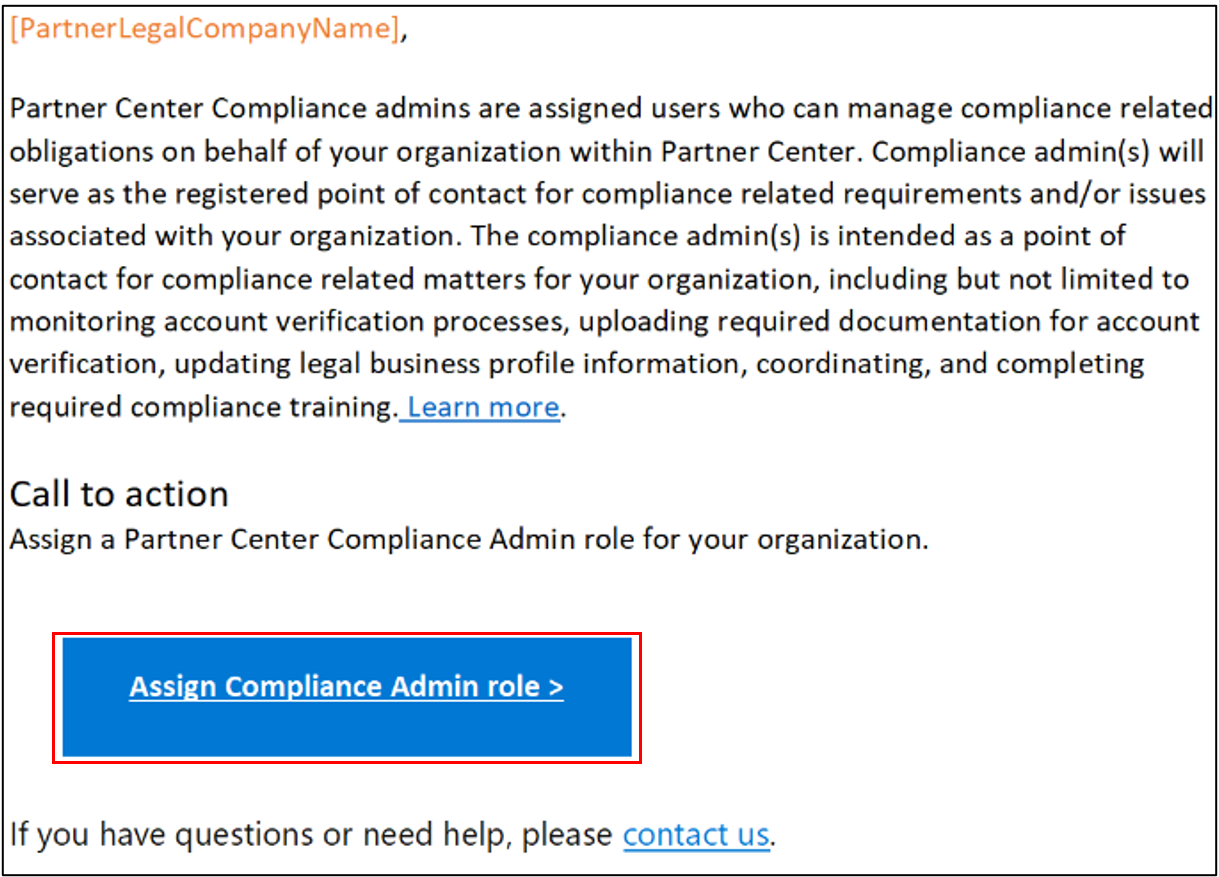 [PartnerLegalCompanyName],
Partner Center Compliance admins are assigned users who can manage compliance related
obligations on behalf of your organization within Partner Center. Compliance admin(s) will
serve as the registered point of contact for compliance related requirements and/or issues
associated with your organization. The compliance admin(s) is intended as a point of
contact for compliance related matters for your organization, including but not limited to
monitoring account verification processes, uploading required documentation for account
verification, updating legal business profile information, coordinating, and completing
required compliance training. Learn more.
Call to action
Assign a Partner Center Compliance Admin role for your organization.
Assign Compliance Admin role >
If you have questions or need help, please contact us.